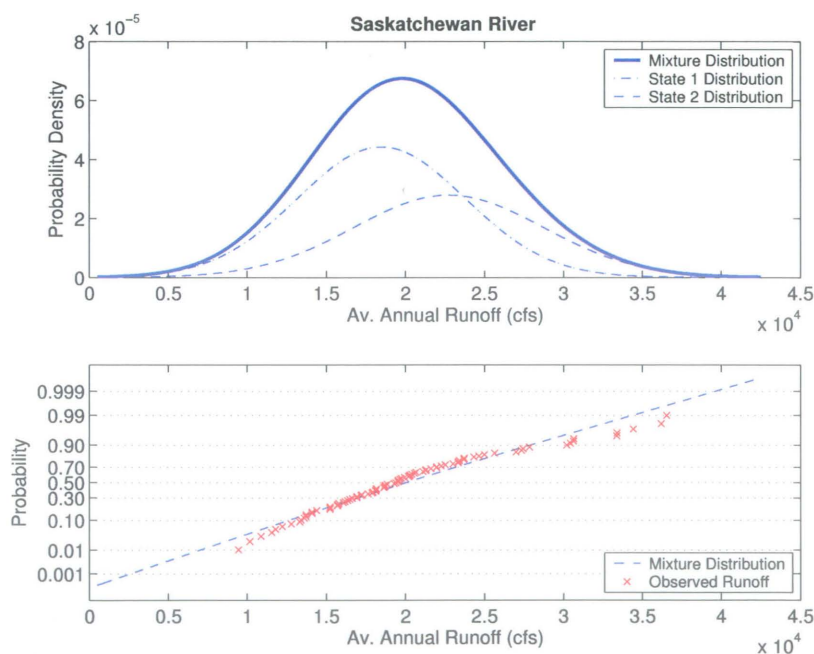 Saskatchewan River
x 10⁻⁵
8
6
4
2
0
Probability Density
Mixture Distribution
State 1 Distribution
State 2 Distribution
0 0.5 1 1.5 2 2.5 3 3.5 4 4.5
Av. Annual Runoff (cfs)
x 10⁴
0.999
0.99
0.90
0.70
0.50
0.30
0.10
0.01
0.001
Probability
Mixture Distribution
Observed Runoff
0 0.5 1 1.5 2 2.5 3 3.5 4 4.5
Av. Annual Runoff (cfs)
x 10⁴